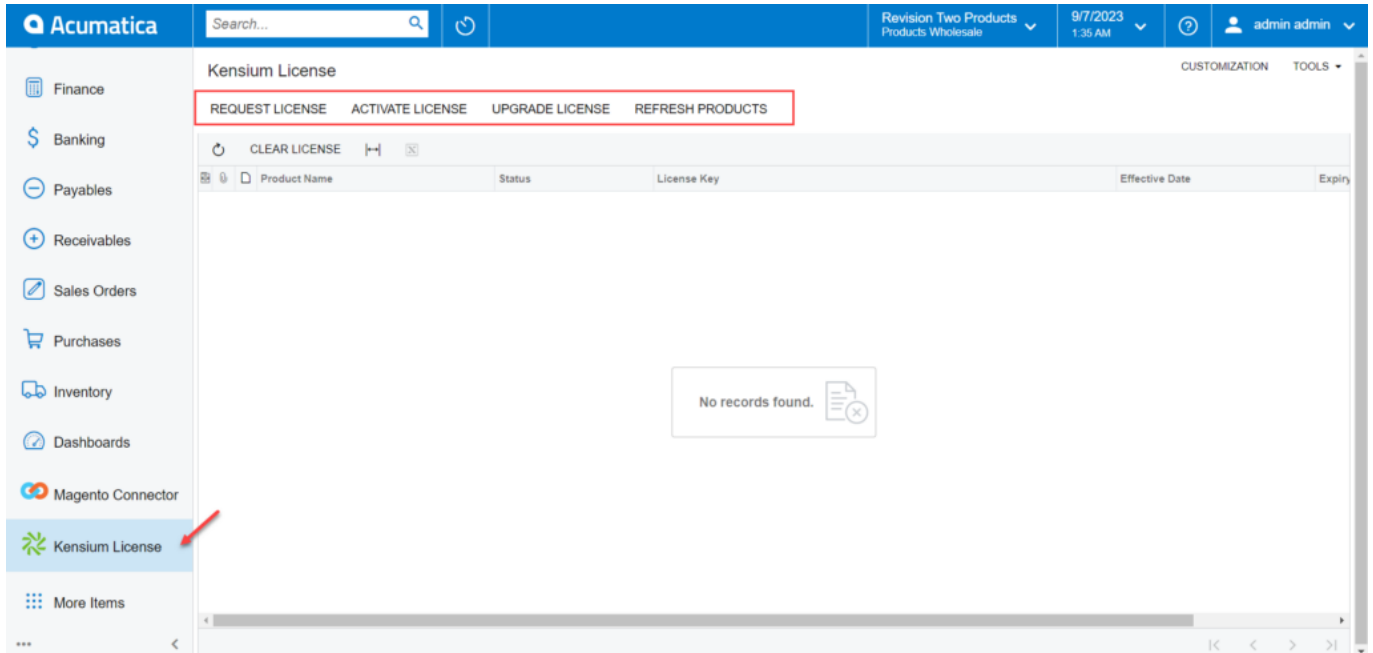 Acumatica
Search...
Revision Two Products
Products Wholesale
9/7/2023
1:35 AM
admin admin
Finance
Banking
Payables
Receivables
Sales Orders
Purchases
Inventory
Dashboards
Magento Connector
Kensium License
More Items
Kensium License
CUSTOMIZATION TOOLS
REQUEST LICENSE ACTIVATE LICENSE UPGRADE LICENSE REFRESH PRODUCTS
CLEAR LICENSE
Product Name Status License Key Effective Date Expiry
No records found.